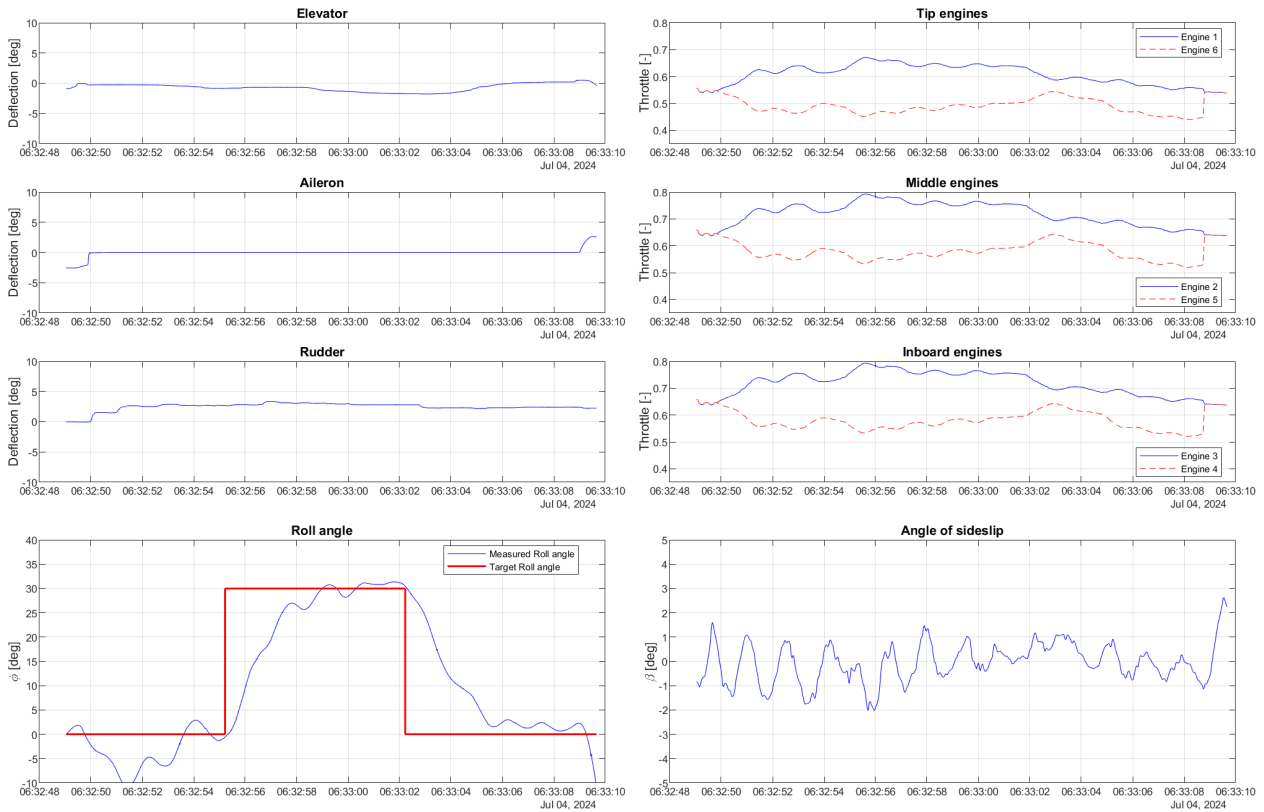 Elevator
Deflection [deg]
10
5
0
-5
-10
06:32:48 06:32:50 06:32:52 06:32:54 06:32:56 06:32:58 06:33:00 06:33:02 06:33:04 06:33:06 06:33:08 06:33:10
Jul 04, 2024
Aileron
Deflection [deg]
10
5
0
-5
-10
06:32:48 06:32:50 06:32:52 06:32:54 06:32:56 06:32:58 06:33:00 06:33:02 06:33:04 06:33:06 06:33:08 06:33:10
Jul 04, 2024
Rudder
Deflection [deg]
10
5
0
-5
-10
06:32:48 06:32:50 06:32:52 06:32:54 06:32:56 06:32:58 06:33:00 06:33:02 06:33:04 06:33:06 06:33:08 06:33:10
Jul 04, 2024
Roll angle
ϕ [deg]
40
35
30
25
20
15
10
5
0
-5
-10
Measured Roll angle
Target Roll angle
06:32:48 06:32:50 06:32:52 06:32:54 06:32:56 06:32:58 06:33:00 06:33:02 06:33:04 06:33:06 06:33:08 06:33:10
Jul 04, 2024
Tip engines
Throttle [-]
0.8
0.7
0.6
0.5
0.4
Engine 1
Engine 6
06:32:48 06:32:50 06:32:52 06:32:54 06:32:56 06:32:58 06:33:00 06:33:02 06:33:04 06:33:06 06:33:08 06:33:10
Jul 04, 2024
Middle engines
Throttle [-]
0.8
0.7
0.6
0.5
0.4
Engine 2
Engine 5
06:32:48 06:32:50 06:32:52 06:32:54 06:32:56 06:32:58 06:33:00 06:33:02 06:33:04 06:33:06 06:33:08 06:33:10
Jul 04, 2024
Inboard engines
Throttle [-]
0.8
0.7
0.6
0.5
0.4
Engine 3
Engine 4
06:32:48 06:32:50 06:32:52 06:32:54 06:32:56 06:32:58 06:33:00 06:33:02 06:33:04 06:33:06 06:33:08 06:33:10
Jul 04, 2024
Angle of sideslip
β [deg]
5
4
3
2
1
0
-1
-2
-3
-4
-5
06:32:48 06:32:50 06:32:52 06:32:54 06:32:56 06:32:58 06:33:00 06:33:02 06:33:04 06:33:06 06:33:08 06:33:10
Jul 04, 2024